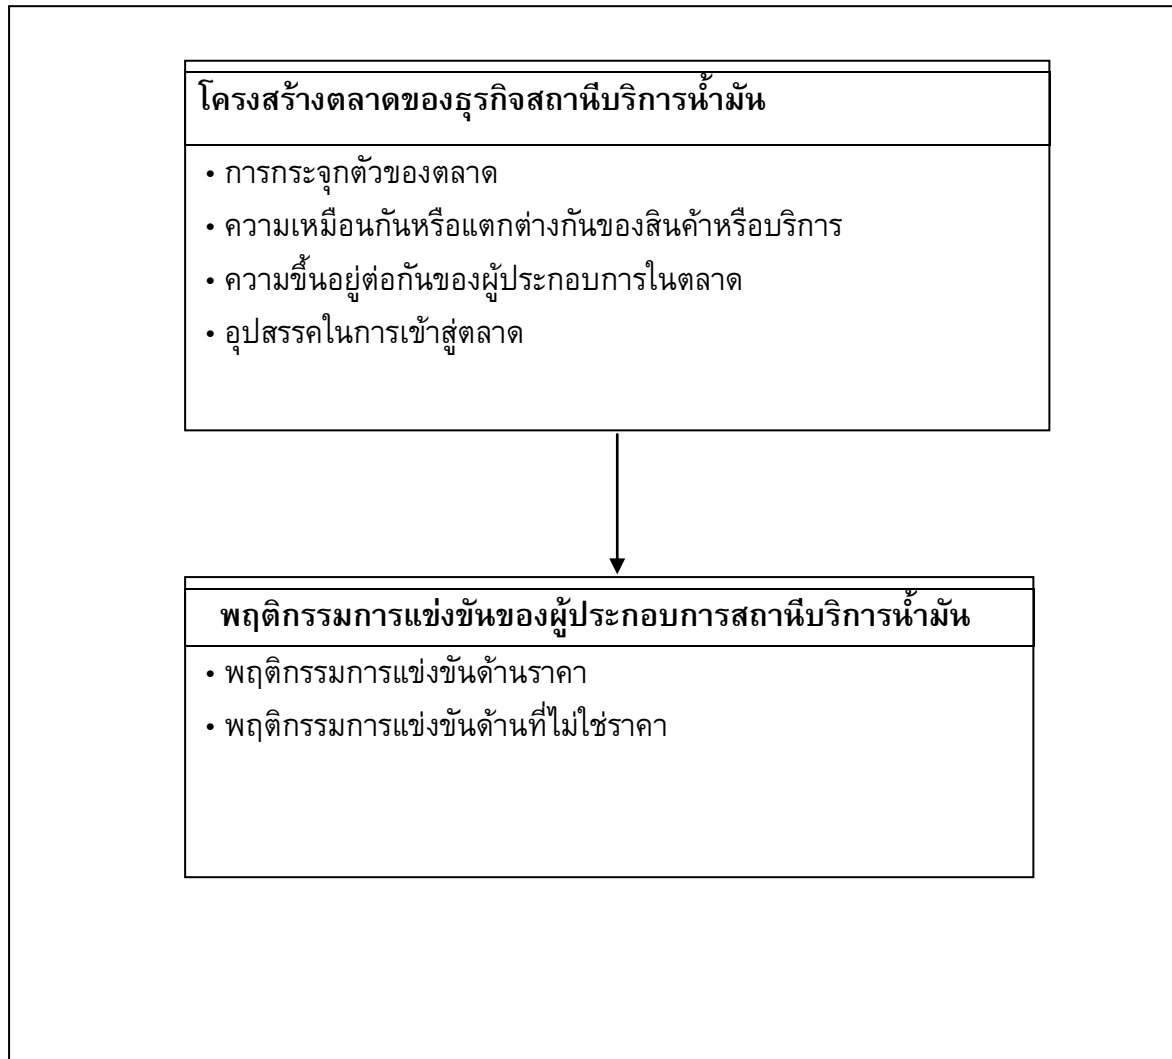 โครงสร้างตลาดของธุรกิจสถานีบริการน้ำมัน
• การกระจุกตัวของตลาด
• ความเหมือนกันหรือแตกต่างกันของสินค้าหรือบริการ
• ความขึ้นอยู่ต่อกันของผู้ประกอบการในตลาด
• อุปสรรคในการเข้าสู่ตลาด
พฤติกรรมการแข่งขันของผู้ประกอบการสถานีบริการน้ำมัน
• พฤติกรรมการแข่งขันด้านราคา
• พฤติกรรมการแข่งขันด้านที่ไม่ใช่ราคา